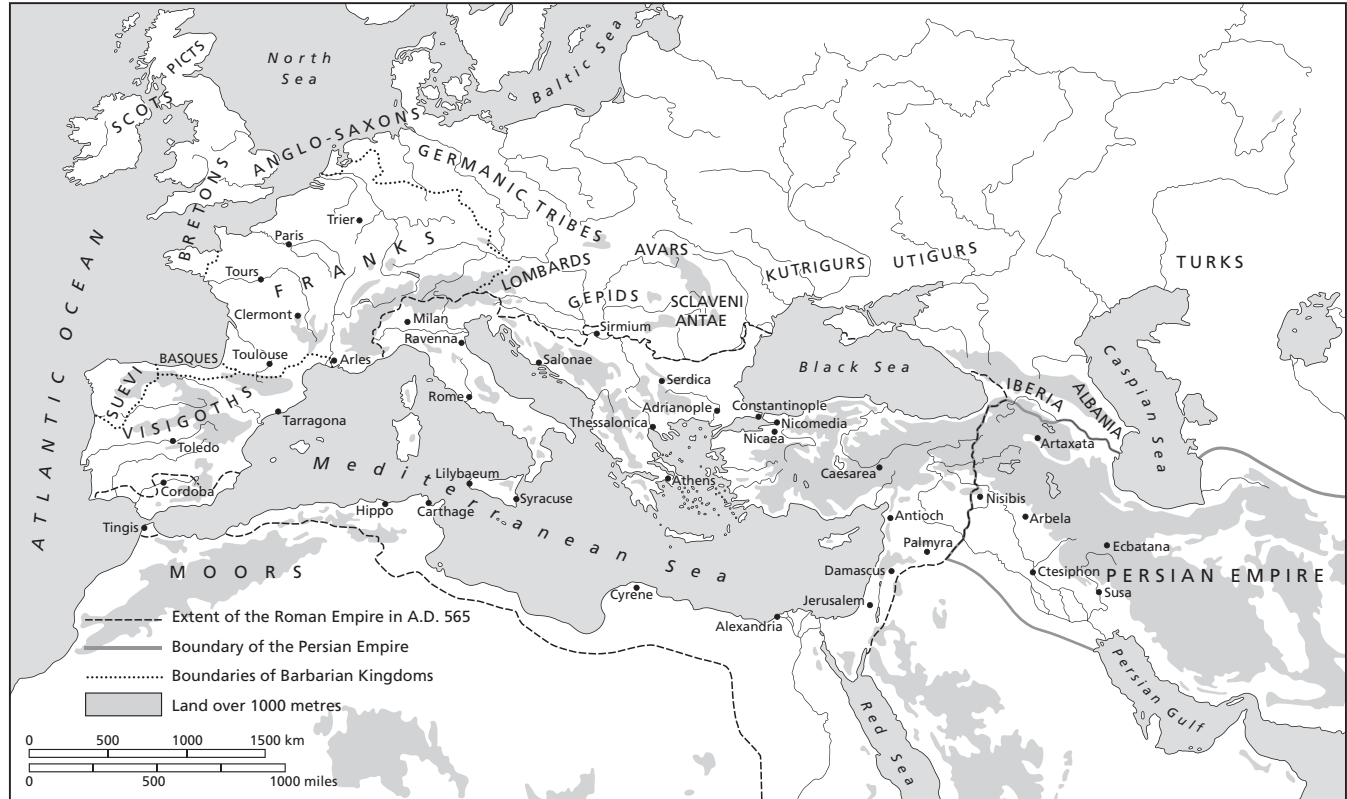 PICTS
North
Sea
Baltic Sea
SCOTS
ANGLO-SAXONS
GERMANIC TRIBES
BRETONS
Trier
Paris
FRANKS
AVARS
KUTRIGURS
UTIGURS
TURKS
Tours
LOMBARDS
GEPIDS
SCLAVENI
ANTAE
Clermont
Milan
Sirmium
Ravenna
ATLANTIC OCEAN
BASQUES
Toulouse
Arles
Salonae
Black Sea
Caspian Sea
SUEVI
VISIGOTHS
Serdica
IBERIA
ALBANIA
Rome
Adrianople
Constantinople
Tarragona
Thessalonica
Nicomedia
Nicaea
Artaxata
Toledo
Mediterranean Sea
Lilybaeum
Caesarea
Athens
Cordoba
Syracuse
Nisibis
Hippo
Carthage
Antioch
Arbela
Tingis
Palmyra
Ecbatana
MOORS
Damascus
Ctesiphon
PERSIAN EMPIRE
Cyrene
Jerusalem
Susa
Alexandria
Extent of the Roman Empire in A.D. 565
Boundary of the Persian Empire
Boundaries of Barbarian Kingdoms
Land over 1000 metres
Persian Gulf
Red Sea
0 500 1000 1500 km
0 500 1000 miles